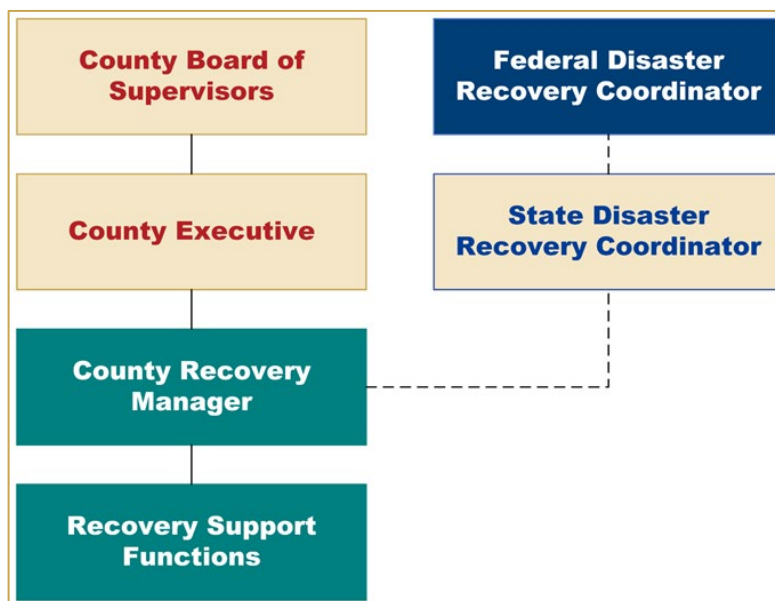 County Board of
Supervisors
Federal Disaster
Recovery Coordinator
County Executive
State Disaster
Recovery Coordinator
County Recovery
Manager
Recovery Support
Functions